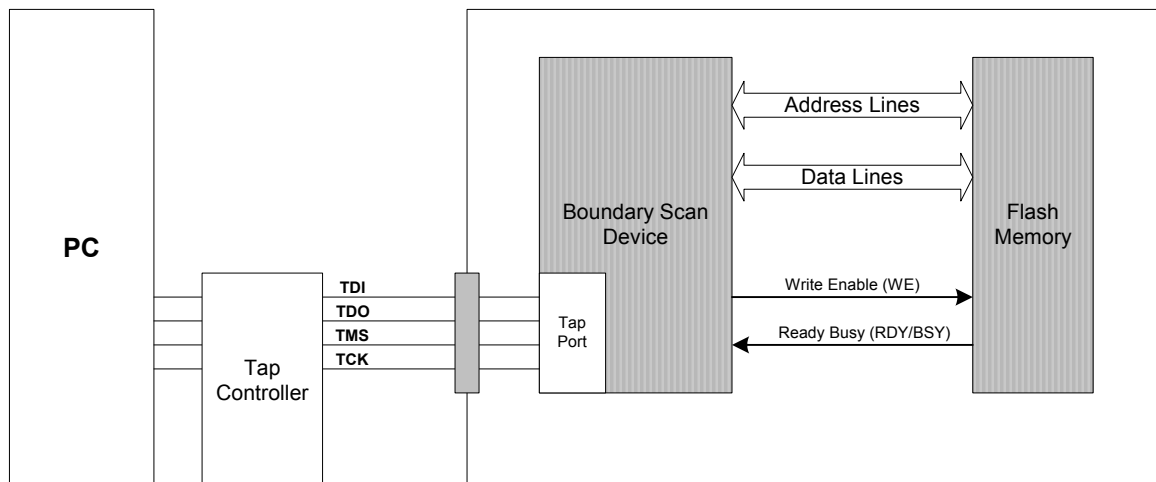 PC
Tap
Controller
TDI
TDO
TMS
TCK
Tap
Port
Boundary Scan
Device
Address Lines
Data Lines
Write Enable (WE)
Ready Busy (RDY/BSY)
Flash
Memory